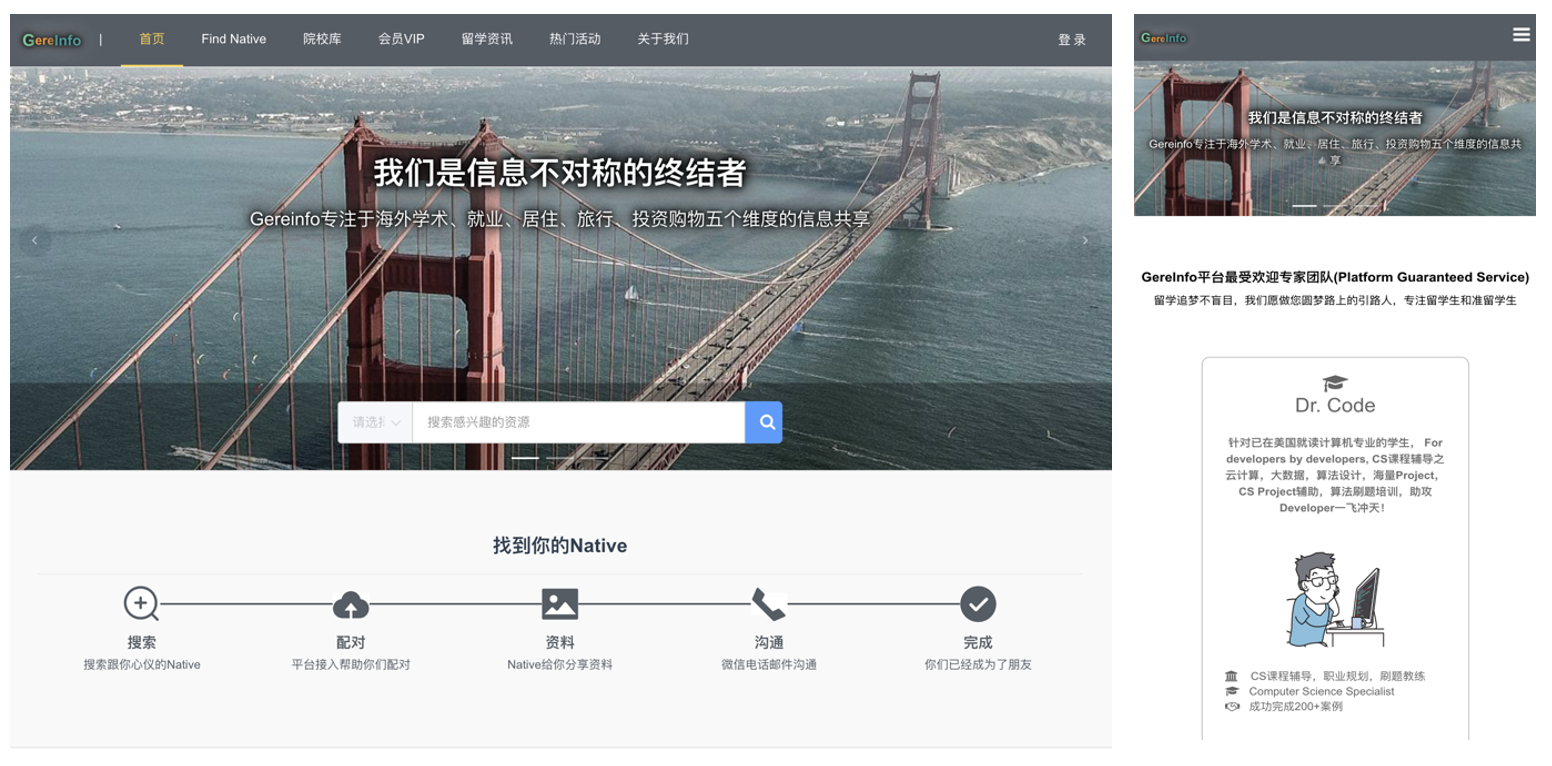 GereInfo | 首页 Find Native 院校库 会员VIP 留学资讯 热门活动 关于我们 登 录
我们是信息不对称的终结者
Gereinfo专注于海外学术、就业、居住、旅行、投资购物五个维度的信息共享
搜索感兴趣的资源
找到你的Native
搜索 配对 资料 沟通 完成
搜索跟你心仪的Native 平台接入帮助你们配对 Native给你分享资料 微信电话邮件沟通 你们已经成为了朋友
GereInfo
我们是信息不对称的终结者
Gereinfo专注于海外学术、就业、居住、旅行、投资购物五个维度的信息共
享
GereInfo平台最受欢迎专家团队(Platform Guaranteed Service)
留学追梦不盲目，我们愿做您圆梦路上的引路人，专注留学生和准留学生
Dr. Code
针对已在美国就读计算机专业的学生， For
developers by developers, CS课程辅导之
云计算，大数据，算法设计，海量Project，
CS Project辅助，算法刷题培训，助攻
Developer一飞冲天！
CS课程辅导，职业规划，刷题教练
Computer Science Specialist
成功完成200+案例